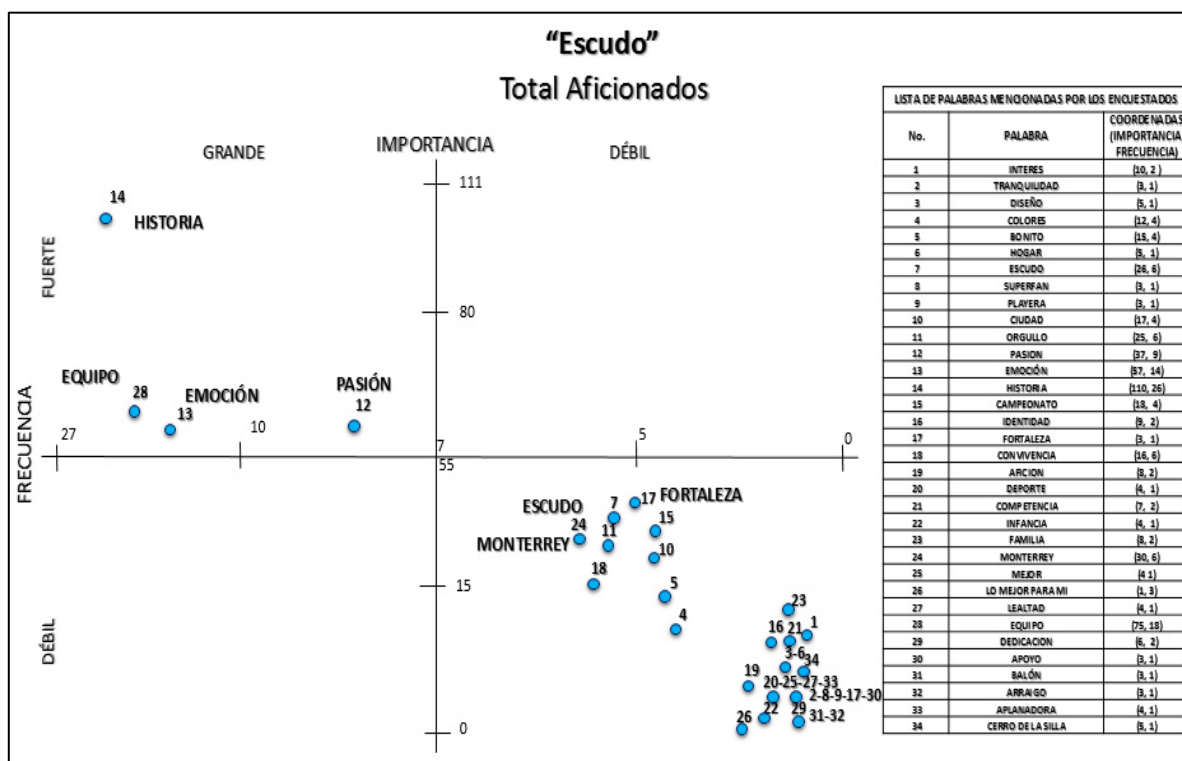 “Escudo”
Total Aficionados
GRANDE
IMPORTANCIA
DÉBIL
111
14
HISTORIA
FUERTE
80
EQUIPO
28
EMOCIÓN
13
PASIÓN
12
FRECUENCIA
27
10
7
55
5
0
ESCUDO
7
17
FORTALEZA
24
11
15
MONTERREY
10
18
15
5
4
23
16
21
1
3-6
34
19
20-25-27-33
2-8-9-17-30
22
29
31-32
26
0
DÉBIL
LISTA DE PALABRAS MENCIONADAS POR LOS ENCUESTADOS
No. PALABRA COORDENADAS (IMPORTANCIA, FRECUENCIA)
1 INTERES (10, 2 )
2 TRANQUILIDAD (3, 1)
3 DISEÑO (5, 1)
4 COLORES (12, 4)
5 BONITO (15, 4)
6 HOGAR (5, 1)
7 ESCUDO (26, 6)
8 SUPERFAN (3, 1)
9 PLAYERA (3, 1)
10 CIUDAD (17, 4)
11 ORGULLO (25, 6)
12 PASION (37, 9)
13 EMOCIÓN (57, 14)
14 HISTORIA (110, 26)
15 CAMPEONATO (18, 4)
16 IDENTIDAD (9, 2)
17 FORTALEZA (3, 1)
18 CONVIVENCIA (16, 6)
19 AFICION (8, 2)
20 DEPORTE (4, 1)
21 COMPETENCIA (7, 2)
22 INFANCIA (4, 1)
23 FAMILIA (8, 2)
24 MONTERREY (30, 6)
25 MEJOR (4 1)
26 LO MEJOR PARA MI (1, 3)
27 LEALTAD (4, 1)
28 EQUIPO (75, 18)
29 DEDICACION (6, 2)
30 APOYO (3, 1)
31 BALÓN (3, 1)
32 ARRAIGO (3, 1)
33 APLANADORA (4, 1)
34 CERRO DE LA SILLA (5, 1)